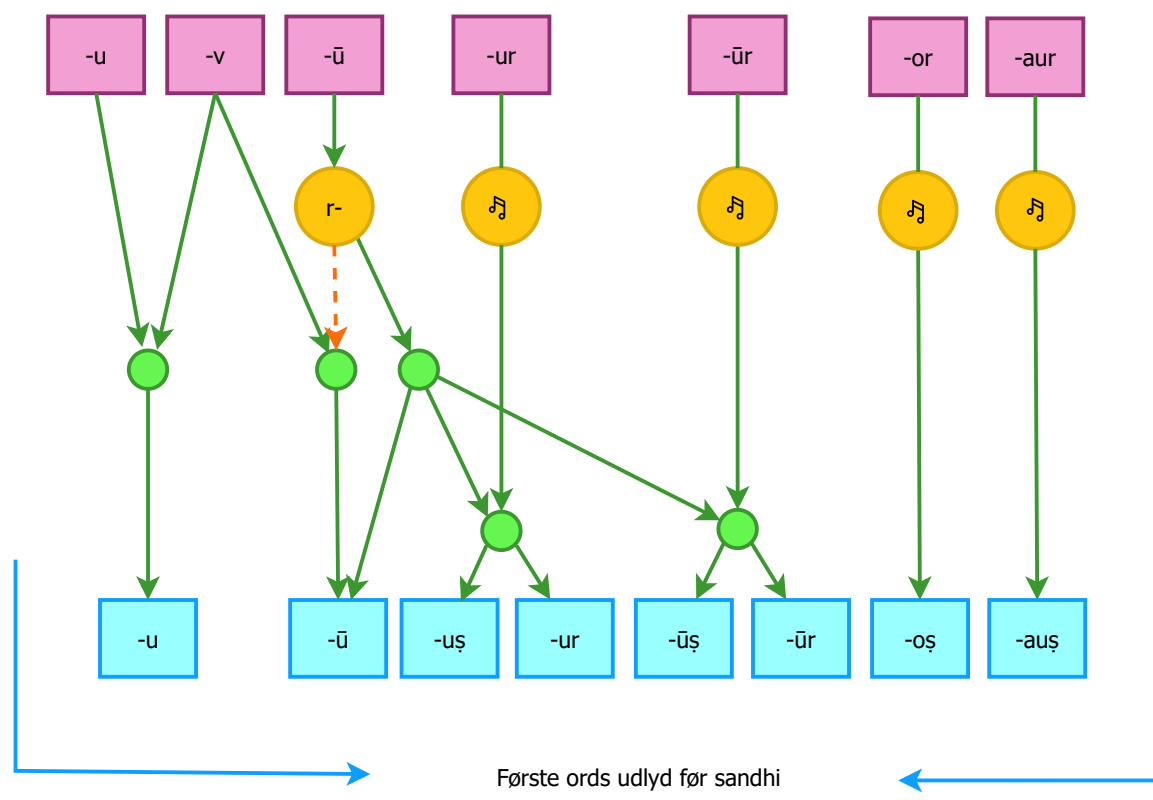 -u -v -ū -ur -ūr -or -aur
r-
-u -ū -uṣ -ur -ūṣ -ūr -oṣ -auṣ
Første ords udlyd før sandhi